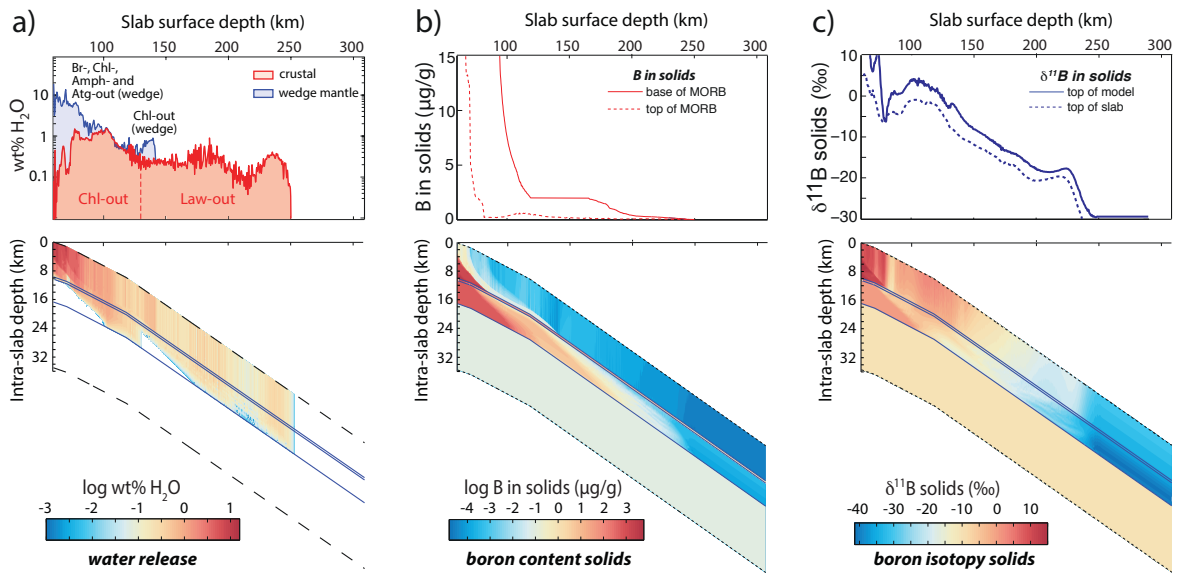 a)
Slab surface depth (km)
100 150 200 250 300
Br-, Chl-,
Amph- and
Atg-out (wedge)
crustal
wedge mantle
Chl-out
(wedge)
wt% H₂O
10
1
0.1
Chl-out
Law-out
Intra-slab depth (km)
0
8
16
24
32
log wt% H₂O
-3 -2 -1 0 1
water release
b)
Slab surface depth (km)
100 150 200 250 300
B in solids (µg/g)
15
10
5
0
B in solids
base of MORB
top of MORB
Intra-slab depth (km)
0
8
16
24
32
log B in solids (µg/g)
-4 -2 -1 0 1 2 3
boron content solids
c)
Slab surface depth (km)
100 150 200 250 300
δ¹¹B solids (‰)
10
0
−10
−20
−30
δ¹¹B in solids
top of model
top of slab
Intra-slab depth (km)
0
8
16
24
32
δ¹¹B solids (‰)
-40 -30 -20 -10 0 10
boron isotopy solids